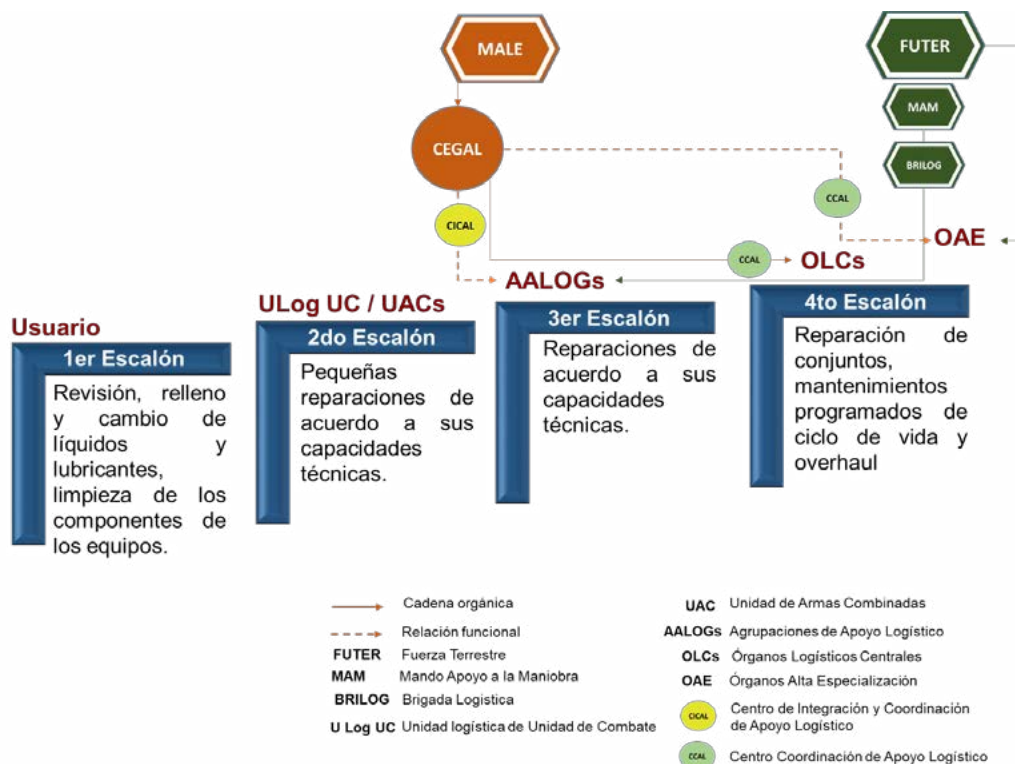 MALE
FUTER
MAM
CEGAL
BRILOG
CCAL
CICAL
OAE
CCAL
OLCs
AALOGs
Usuario
1er Escalón
Revisión, relleno
y cambio de
líquidos y
lubricantes,
limpieza de los
componentes de
los equipos.
ULog UC / UACs
2do Escalón
Pequeñas
reparaciones de
acuerdo a sus
capacidades
técnicas.
3er Escalón
Reparaciones de
acuerdo a sus
capacidades
técnicas.
4to Escalón
Reparación de
conjuntos,
mantenimientos
programados de
ciclo de vida y
overhaul
Cadena orgánica
Relación funcional
FUTER Fuerza Terrestre
MAM Mando Apoyo a la Maniobra
BRILOG Brigada Logistica
U Log UC Unidad logística de Unidad de Combate
UAC Unidad de Armas Combinadas
AALOGs Agrupaciones de Apoyo Logístico
OLCs Órganos Logísticos Centrales
OAE Órganos Alta Especialización
CICAL Centro de Integración y Coordinación
de Apoyo Logístico
CCAL Centro Coordinación de Apoyo Logístico